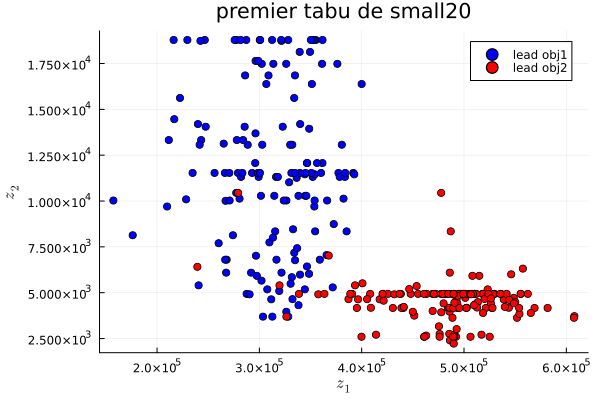 premier tabu de small20
lead obj1
lead obj2
1.750×10⁴
1.500×10⁴
1.250×10⁴
1.000×10⁴
7.500×10³
5.000×10³
2.500×10³
z₂
2.0×10⁵
3.0×10⁵
4.0×10⁵
5.0×10⁵
6.0×10⁵
z₁